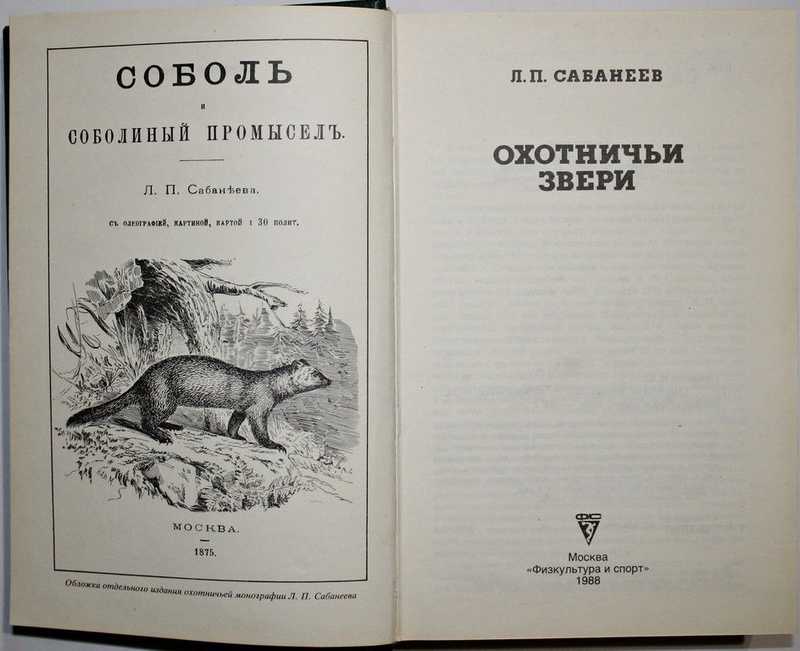 СОБОЛЬ
И
СОБОЛИНЫЙ ПРОМЫСЕЛЪ.
Л. П. Сабанѣева.
СЪ ОЛЕОГРАФІЕЙ, КАРТИНОЙ, КАРТОЙ І 30 ПОЛИТ.
МОСКВА.
1875.
Обложка отдельного издания охотничьей монографии Л. П. Сабанеева
Л. П. САБАНЕЕВ
ОХОТНИЧЬИ
ЗВЕРИ
ФС
Москва
«Физкультура и спорт»
1988